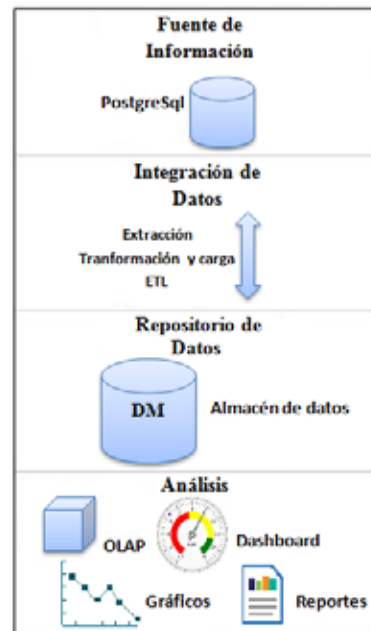 Fuente de
Información
PostgreSql
Integración de
Datos
Extracción
Tranformación y carga
ETL
Repositorio de
Datos
DM
Almacén de datos
Análisis
OLAP
Dashboard
Gráficos
Reportes